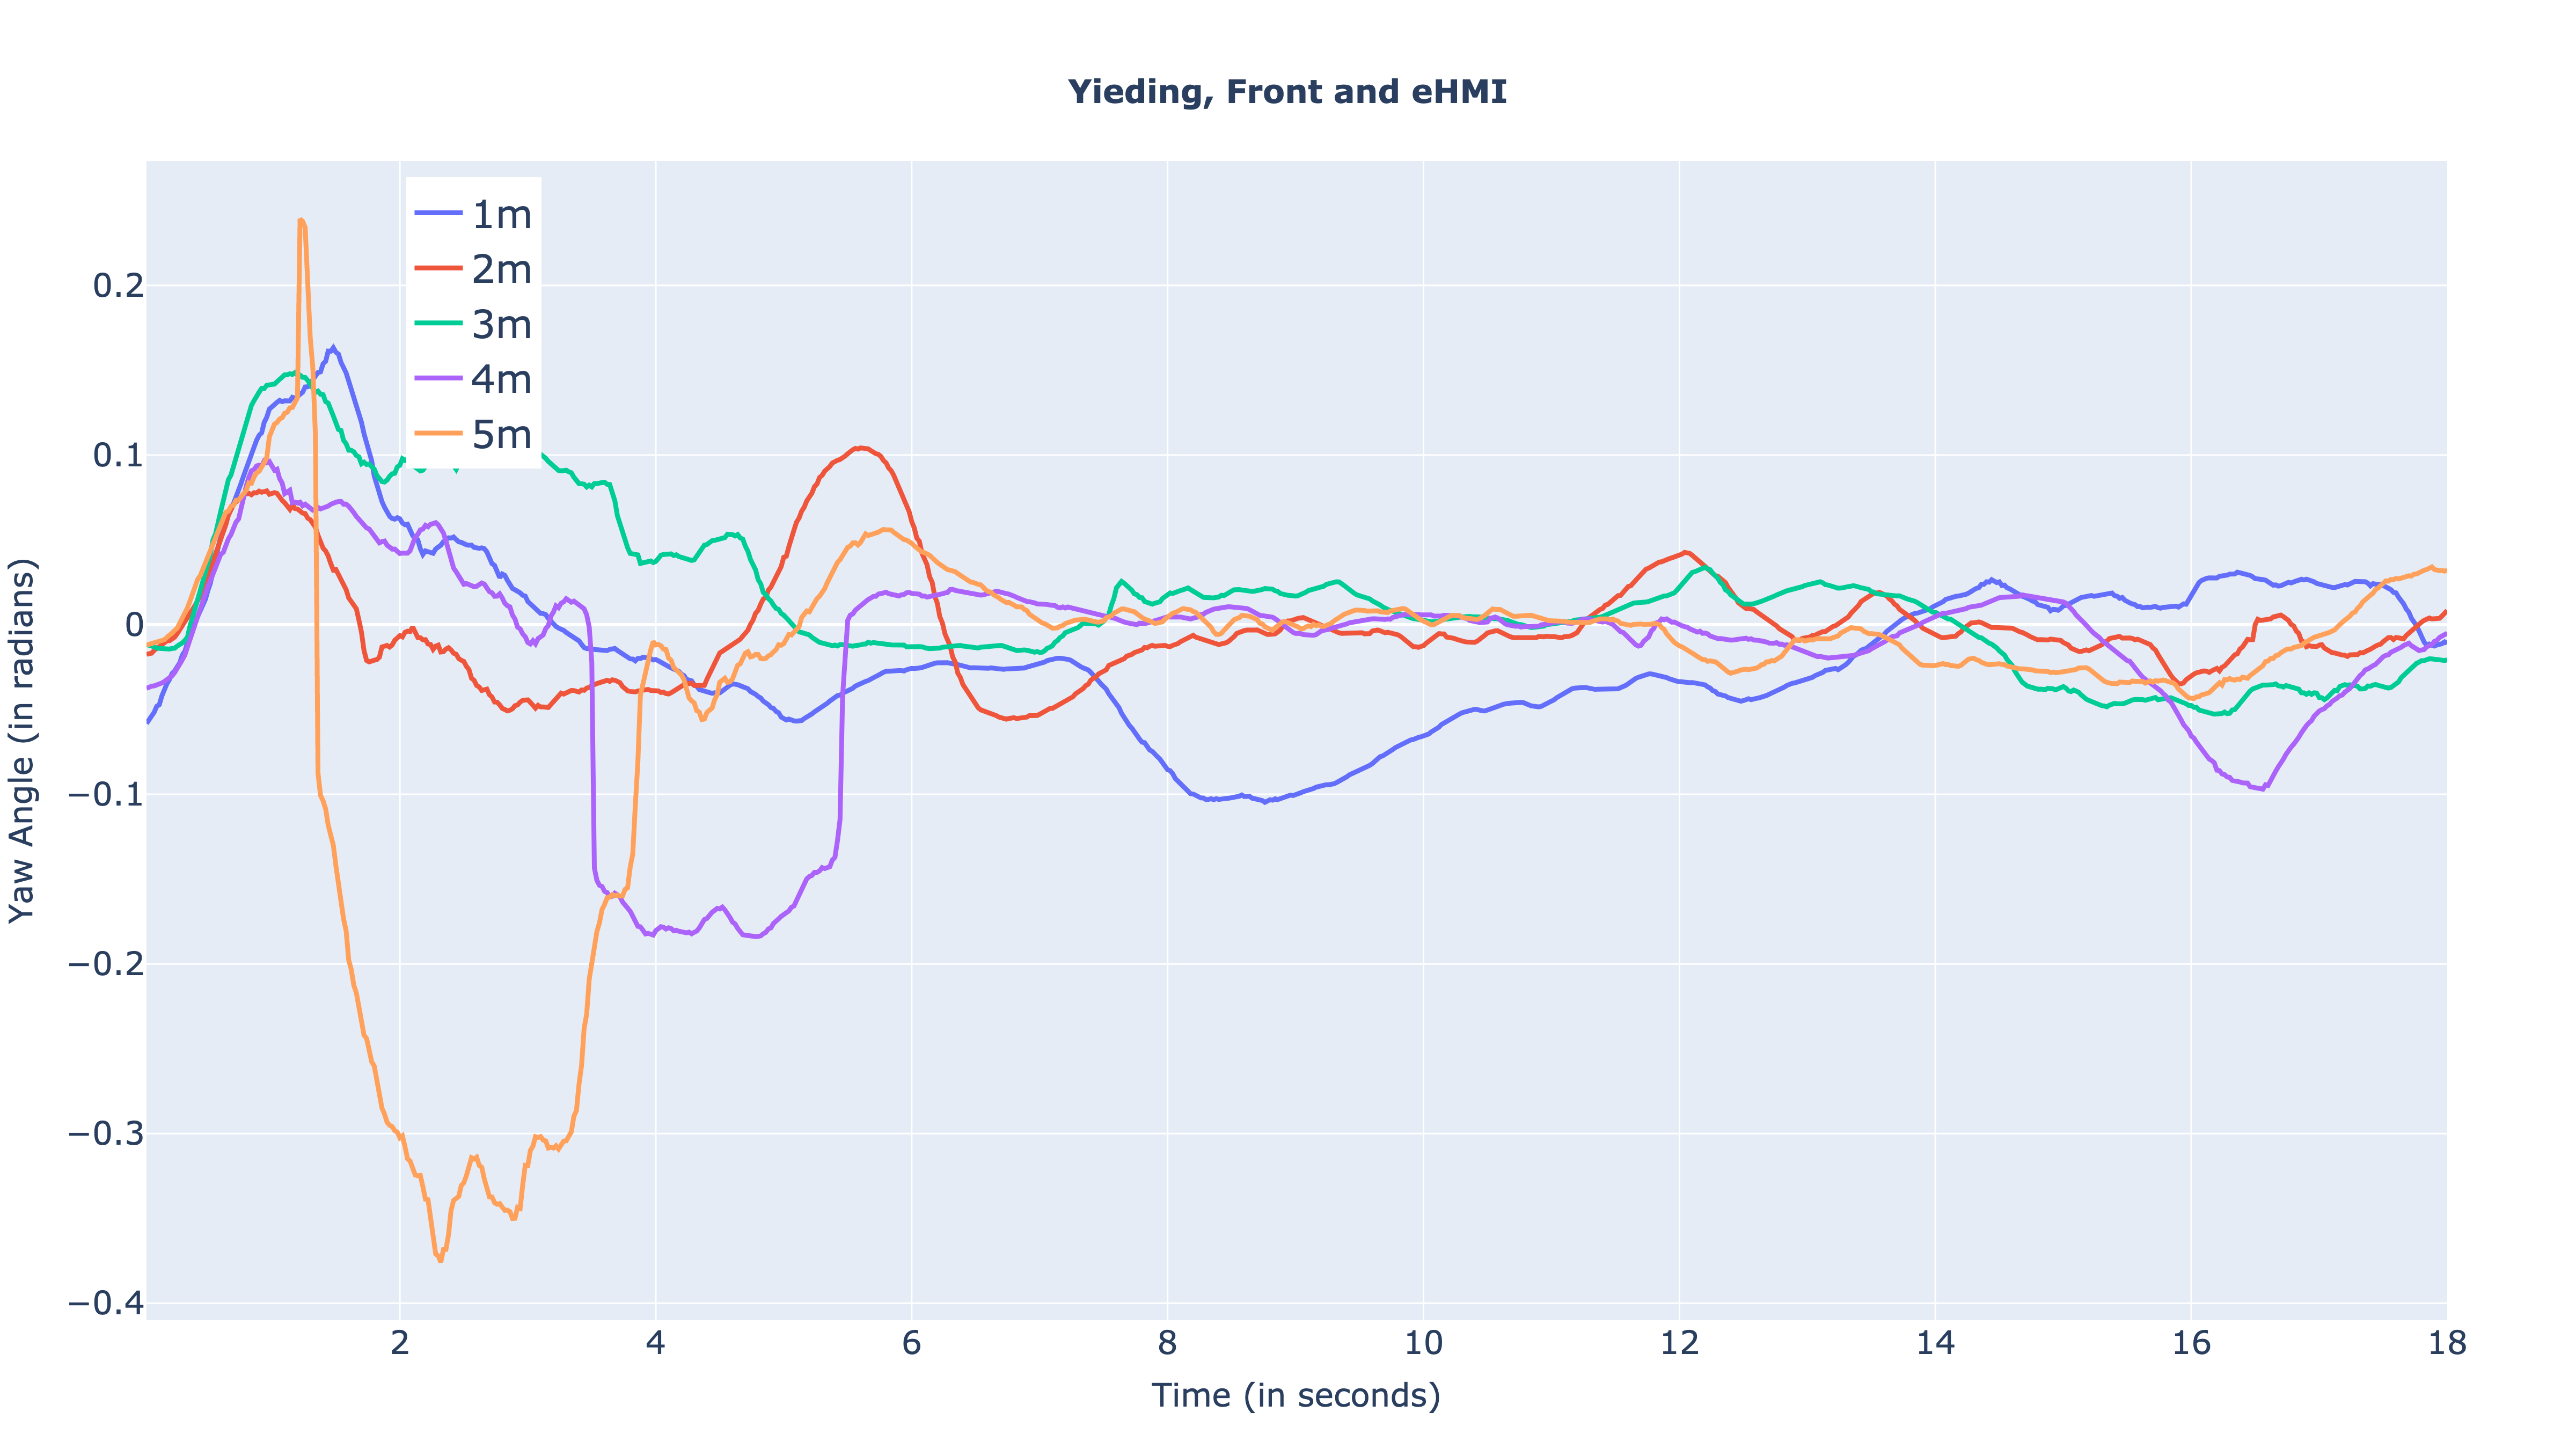 Yieding, Front and eHMI
1m
2m
3m
4m
5m
0.2
0.1
0
−0.1
−0.2
−0.3
−0.4
Yaw Angle (in radians)
2 4 6 8 10 12 14 16 18
Time (in seconds)